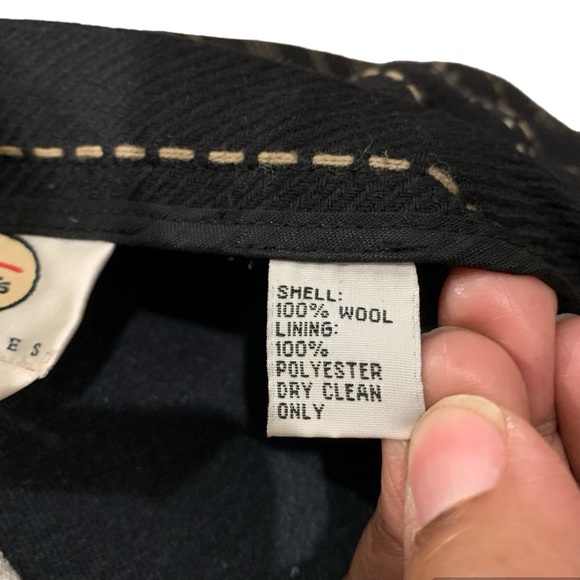 SHELL:
100% WOOL
LINING:
100%
POLYESTER
DRY CLEAN
ONLY
E S